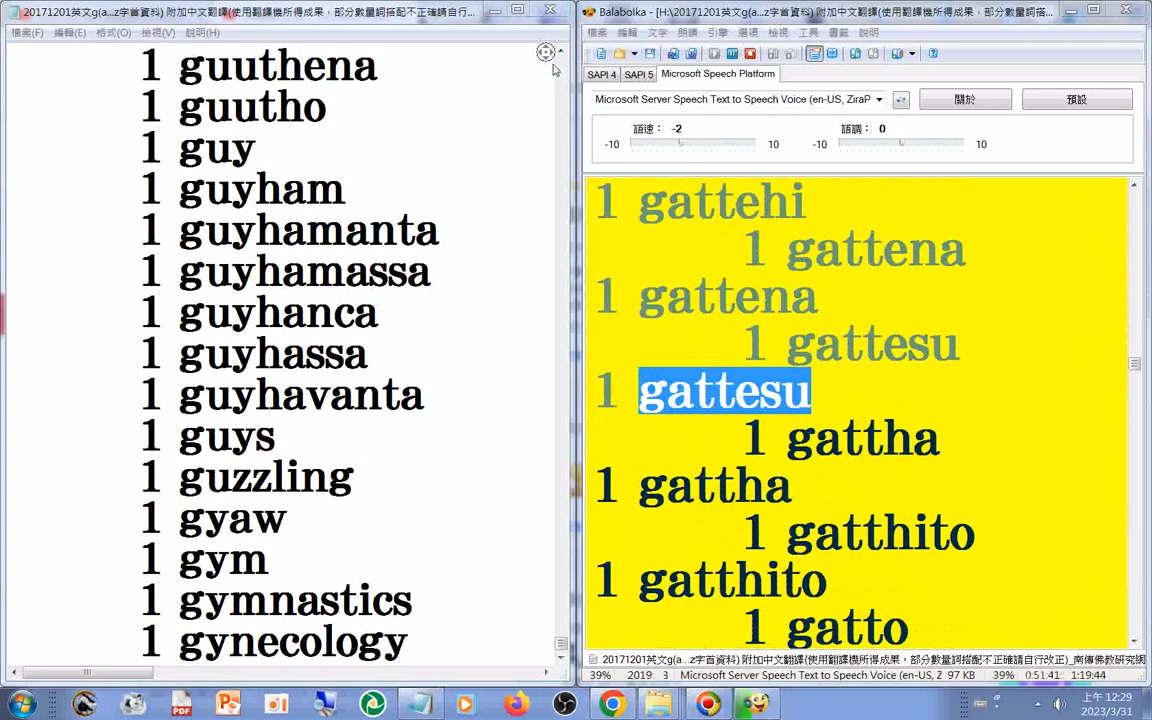 20171201英文g(a...z字首資料) 附加中文翻譯(使用翻譯機所得成果，部分數量詞搭配不正確請自行...
檔案(F) 編輯(E) 格式(O) 檢視(V) 說明(H)
1 guuthena
1 guutho
1 guy
1 guyham
1 guyhamanta
1 guyhamassa
1 guyhanca
1 guyhassa
1 guyhavanta
1 guys
1 guzzling
1 gyaw
1 gym
1 gymnastics
1 gynecology
Balabolka - [H:\20171201英文g(a...z字首資料) 附加中文翻譯(使用翻譯機所得成果，部分數量詞搭配不正確...
檔案 編輯 文字 朗讀 引擎 選項 檢視 工具 書籤 說明
SAPI 4 SAPI 5 Microsoft Speech Platform
Microsoft Server Speech Text to Speech Voice (en-US, ZiraP
關於
預設
語速： -2
語調： 0
-10 10 -10 10
1 gattehi
1 gattena
1 gattena
1 gattesu
1 gattesu
1 gattha
1 gattha
1 gatthito
1 gatthito
1 gatto
20171201英文g(a...z字首資料) 附加中文翻譯(使用翻譯機所得成果，部分數量詞搭配不正確請自行改正)_南傳佛教研究網
39% 2019: 3 Microsoft Server Speech Text to Speech Voice (en-US, Z 97 KB 39% 0:51:41: 1:19:44
上午 12:29
2023/3/31